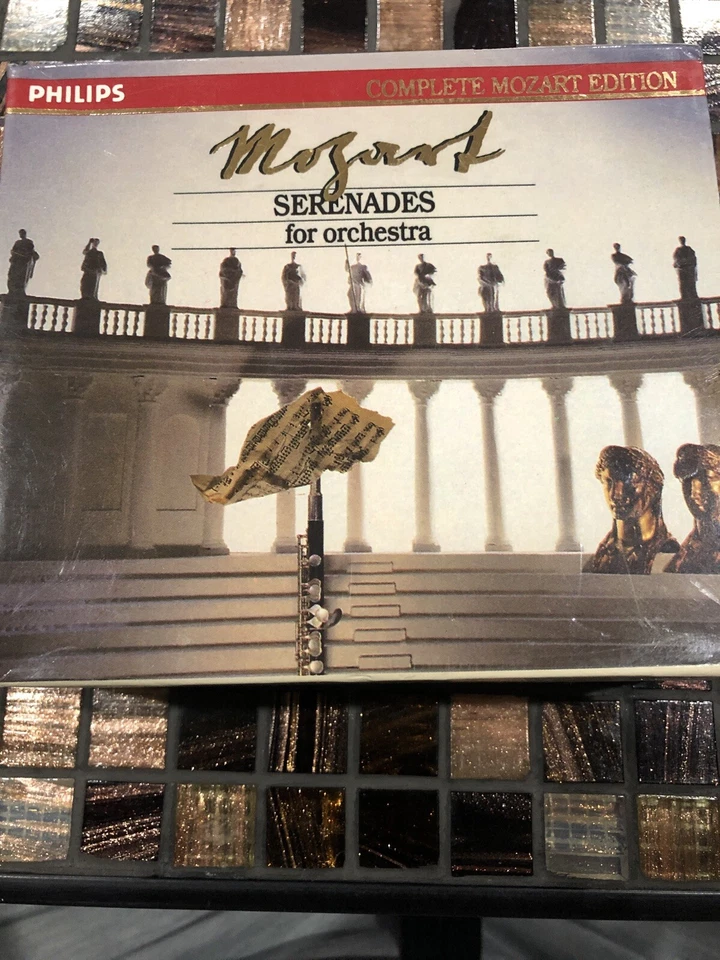 PHILIPS
COMPLETE MOZART EDITION
Mozart
SERENADES
for orchestra